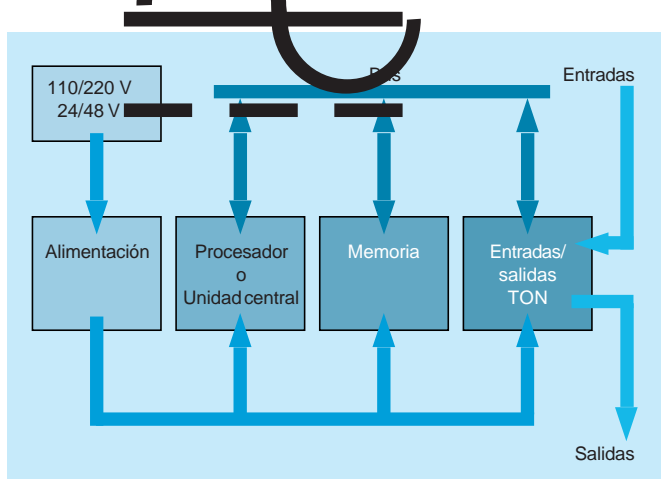 110/220 V
24/48 V
Entradas
Alimentación
Procesador
o
Unidad central
Memoria
Entradas/
salidas
TON
Salidas